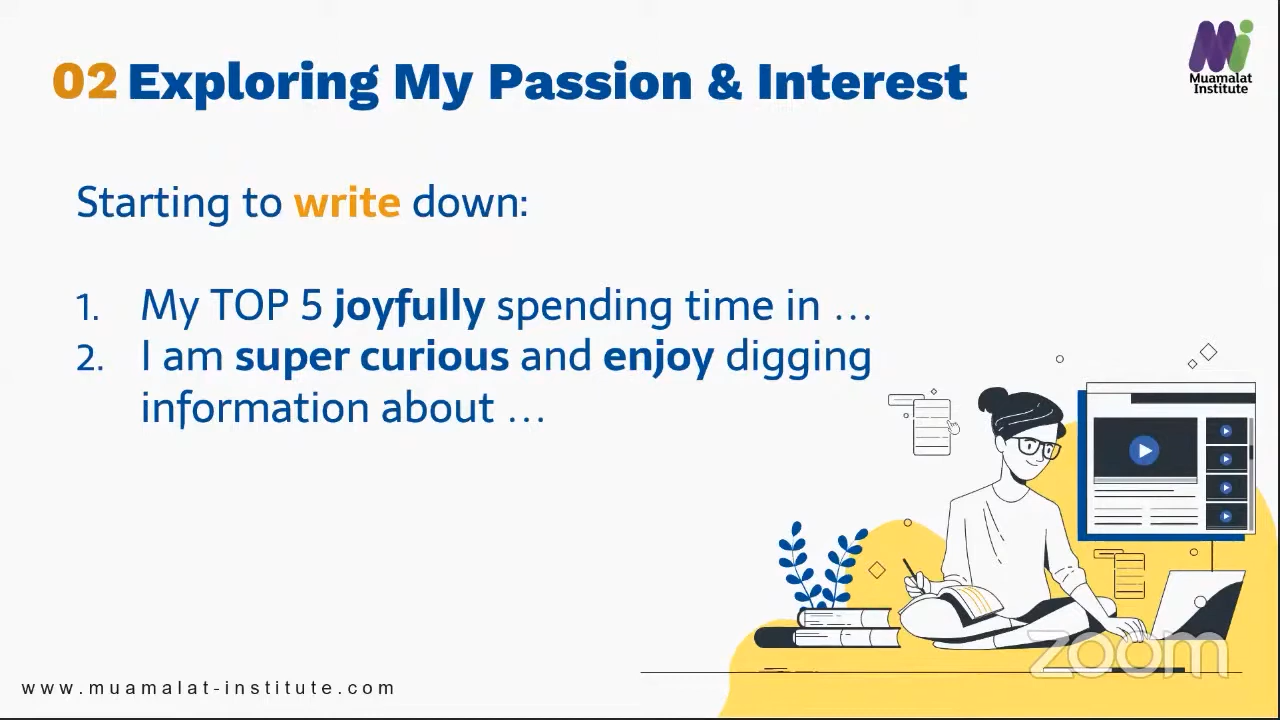 02 Exploring My Passion & Interest
Mi
Muamalat
Institute
Starting to write down:
1. My TOP 5 joyfully spending time in …
2. I am super curious and enjoy digging
information about …
zoom
www.muamalat-institute.com